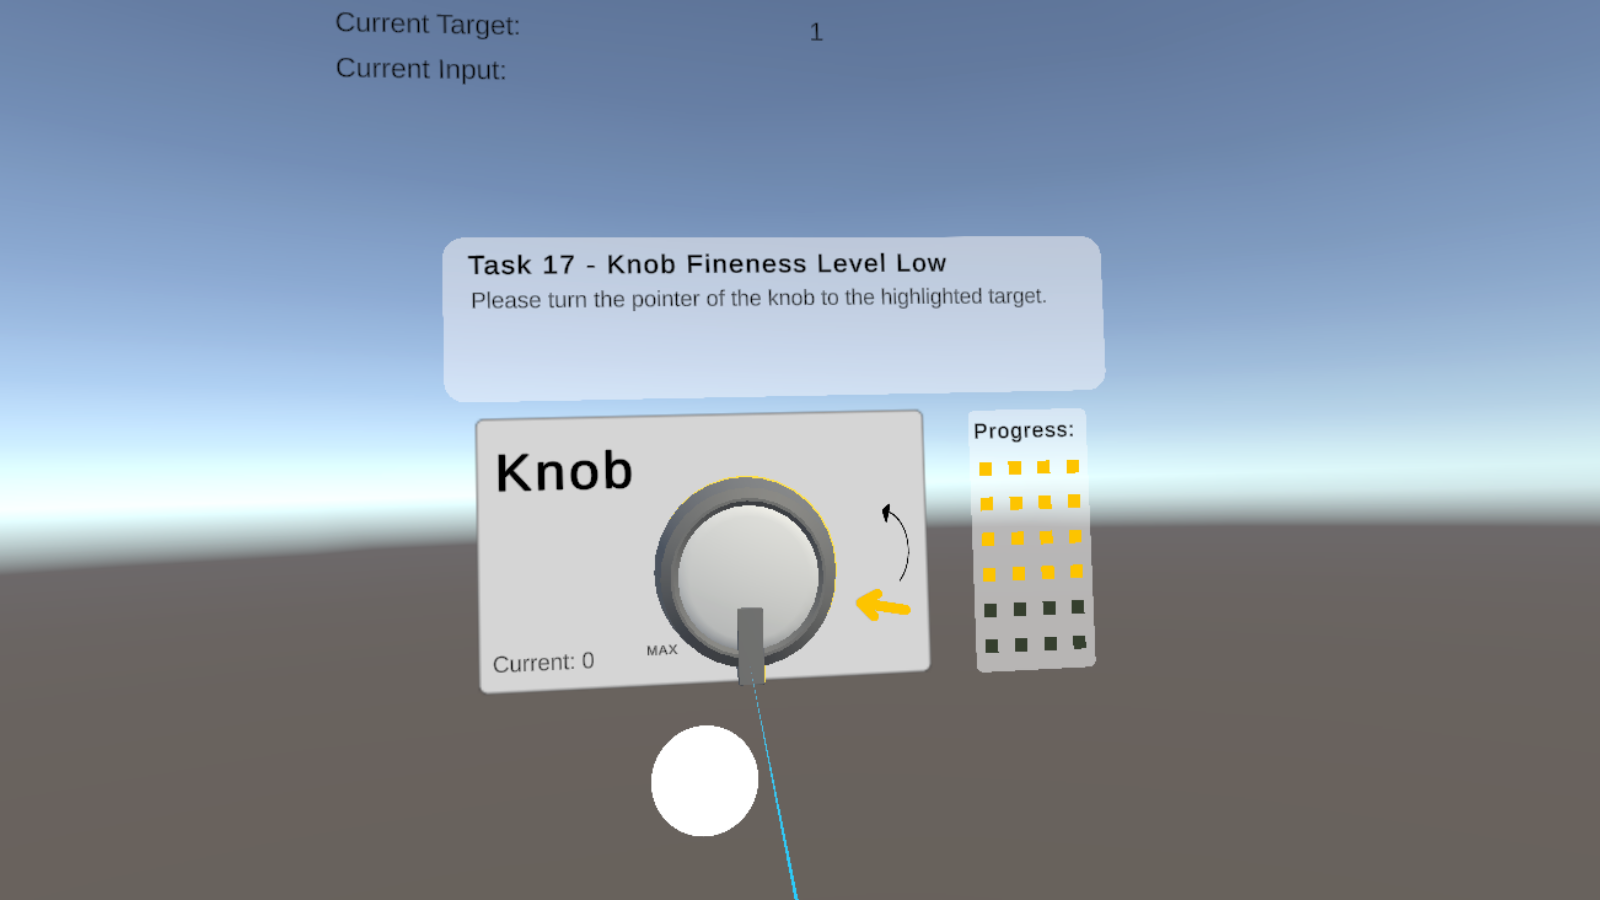 Current Target: 1
Current Input:
Task 17 - Knob Fineness Level Low
Please turn the pointer of the knob to the highlighted target.
Knob
Progress:
MAX
Current: 0